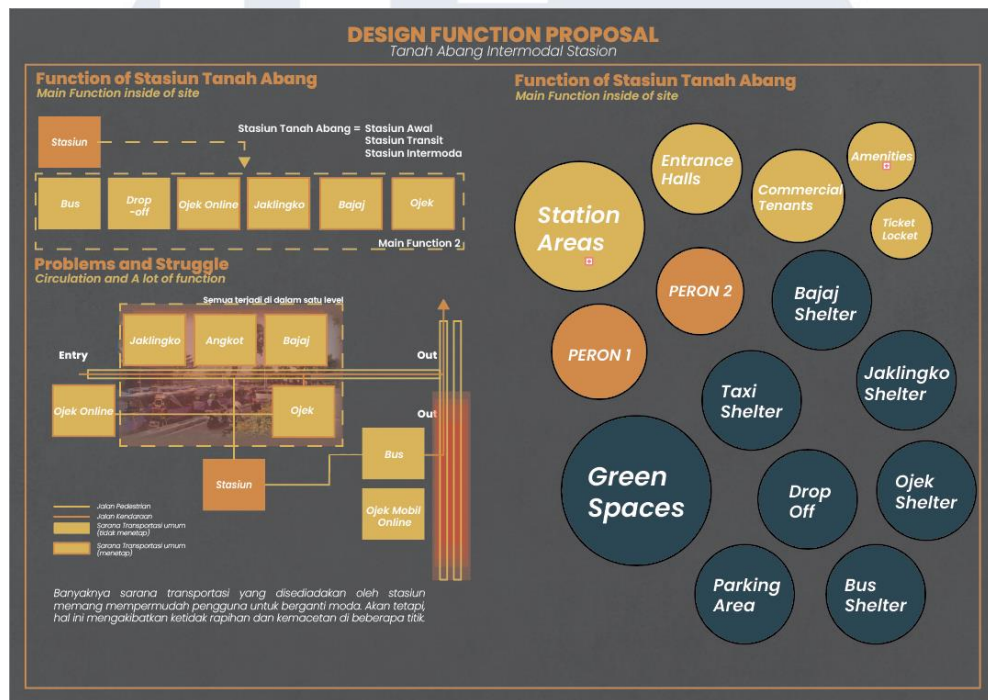 DESIGN FUNCTION PROPOSAL
Tanah Abang Intermodal Stasion
Function of Stasiun Tanah Abang
Main Function inside of site
Stasiun
Stasiun Tanah Abang = Stasiun Awal
Stasiun Transit
Stasiun Intermoda
Bus
Drop
-off
Ojek Online
Jaklingko
Bajaj
Ojek
Main Function 2
Problems and Struggle
Circulation and A lot of function
Semua terjadi di dalam satu level
Jaklingko
Angkot
Bajaj
Entry
Out
Ojek Online
Ojek
Out
Bus
Stasiun
Ojek Mobil
Online
Jalan Pedestrian
Jalan Kendaraan
Sarana Transportasi umum
(tidak menetap)
Sarana Transportasi umum
(menetap)
Banyaknya sarana transportasi yang disediadakan oleh stasiun
memang mempermudah pengguna untuk berganti moda. Akan tetapi,
hal ini mengakibatkan ketidak rapihan dan kemacetan di beberapa titik.
Function of Stasiun Tanah Abang
Main Function inside of site
Station
Areas
Entrance
Halls
Commercial
Tenants
Amenities
Ticket
Locket
PERON 2
PERON 1
Bajaj
Shelter
Taxi
Shelter
Jaklingko
Shelter
Green
Spaces
Drop
Off
Ojek
Shelter
Parking
Area
Bus
Shelter